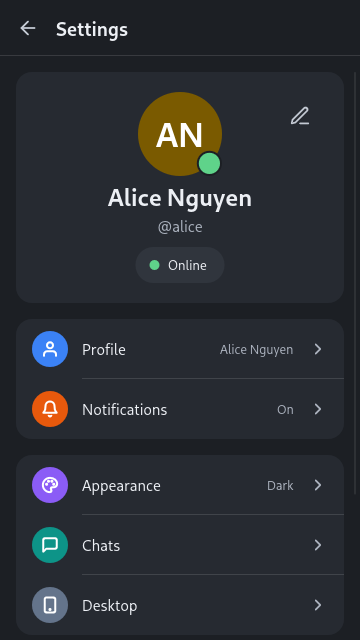 Settings
AN
Alice Nguyen
@alice
Online
Profile Alice Nguyen
Notifications On
Appearance Dark
Chats
Desktop